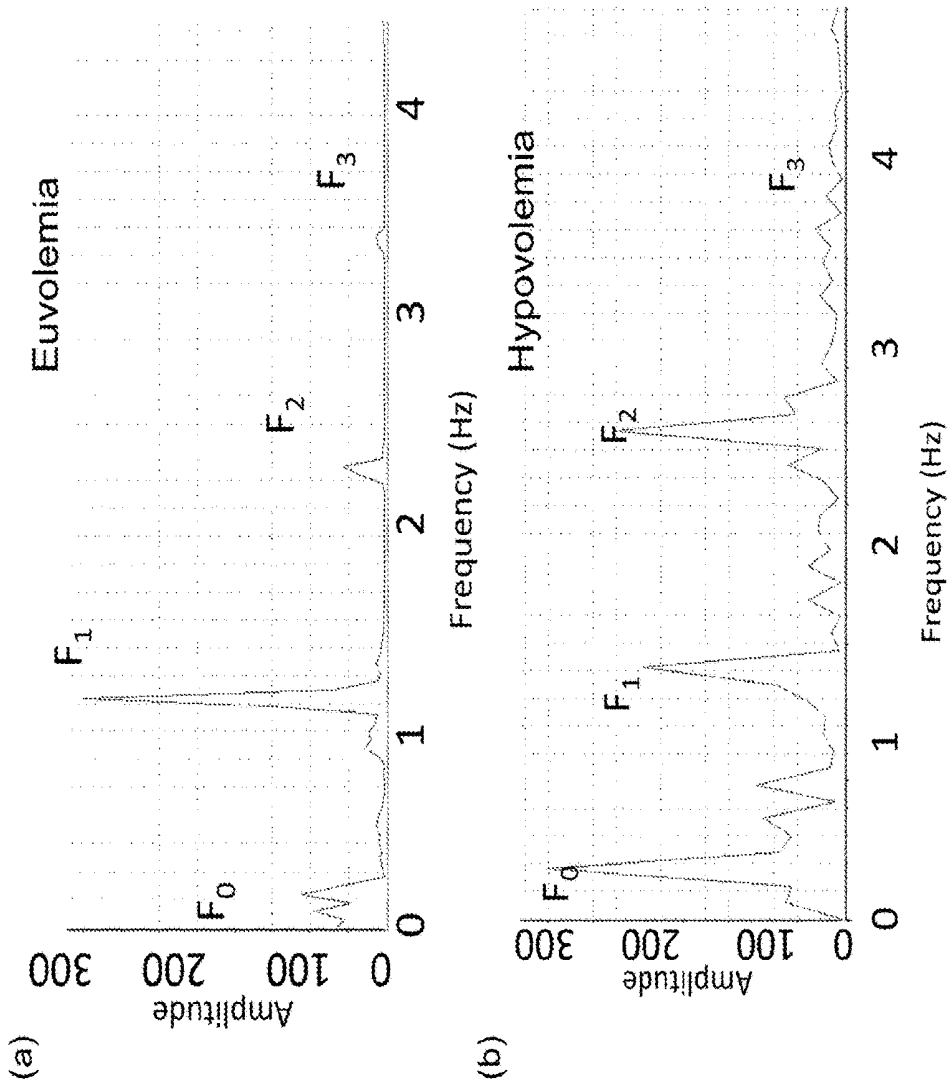 (a)
Euvolemia
300
200
100
0
Amplitude
F0
F1
F2
F3
0
1
2
3
4
Frequency (Hz)
(b)
Hypovolemia
300
200
100
0
Amplitude
F0
F1
F2
F3
0
1
2
3
4
Frequency (Hz)